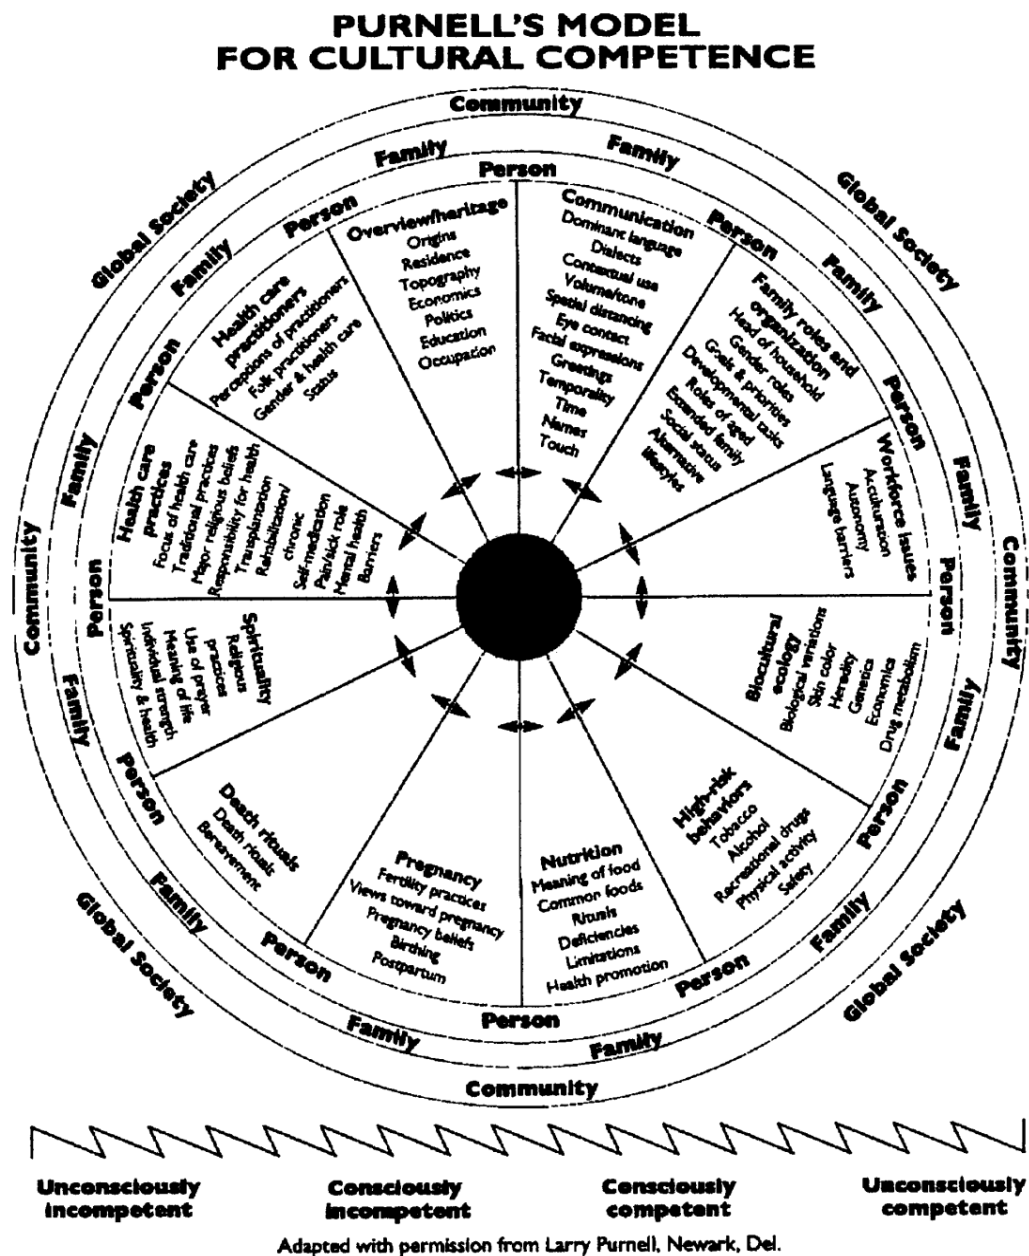 PURNELL'S MODEL
FOR CULTURAL COMPETENCE
Community
Family
Family
Person
Global Society
Global Society
Person
Person
Family
Family
Overview/heritage
Origins
Residence
Topography
Economics
Politics
Education
Occupation
Communication
Dominant language
Dialects
Contextual use
Volume/tone
Spatial distancing
Eye contact
Facial expressions
Greetings
Temporality
Time
Names
Touch
Family roles and
organization
Head of household
Gender roles
Goals & priorities
Developmental tasks
Roles of aged
Extended family
Social status
Alternative
lifestyles
Person
Family
Workforce issues
Acculturation
Autonomy
Language barriers
Community
Person
Biocultural
ecology
Biological variations
Skin color
Heredity
Genetics
Economics
Drug metabolism
Family
Person
High-risk
behaviors
Tobacco
Alcohol
Recreational drugs
Physical activity
Safety
Family
Global Society
Person
Nutrition
Meaning of food
Common foods
Rituals
Deficiencies
Limitations
Health promotion
Family
Person
Community
Pregnancy
Fertility practices
Views toward pregnancy
Pregnancy beliefs
Birthing
Postpartum
Family
Person
Death rituals
Death rituals
Bereavement
Family
Global Society
Person
Spirituality
Religious
practices
Use of prayer
Meaning of life
Individual strength
Spirituality & health
Family
Person
Community
Health care
practices
Focus of health care
Traditional practices
Major religious beliefs
Responsibility for health
Transplantation
Rehabilitation/
chronic
Self-medication
Pain/sick role
Mental health
Barriers
Family
Person
Health care
practitioners
Perceptions of practitioners
Folk practitioners
Gender & health care
Status
Unconsciously
incompetent
Consciously
incompetent
Consciously
competent
Unconsciously
competent
Adapted with permission from Larry Purnell, Newark, Del.